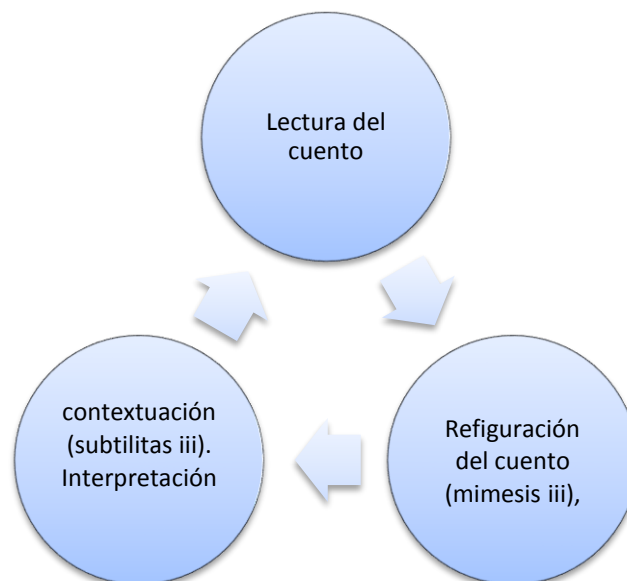 Lectura del
cuento
Refiguración
del cuento
(mimesis iii),
contextuación
(subtilitas iii).
Interpretación